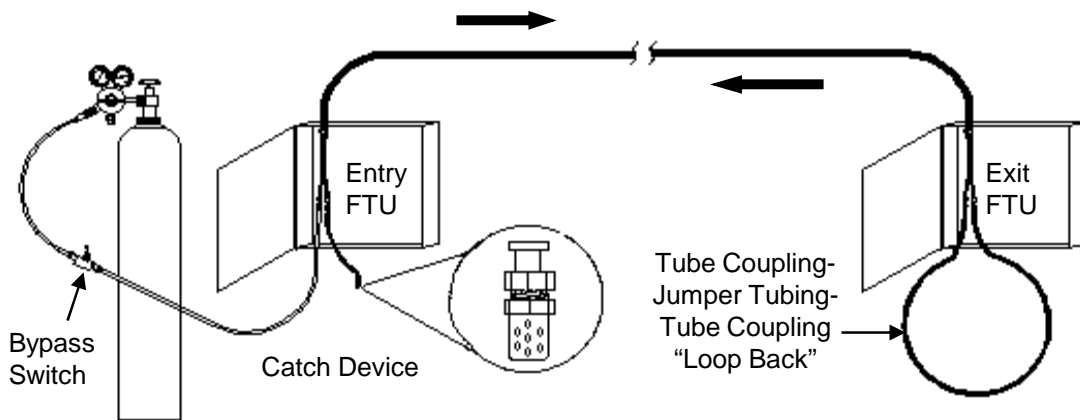 Entry
FTU
Exit
FTU
Tube Coupling-
Jumper Tubing-
Tube Coupling
“Loop Back”
Bypass
Switch
Catch Device